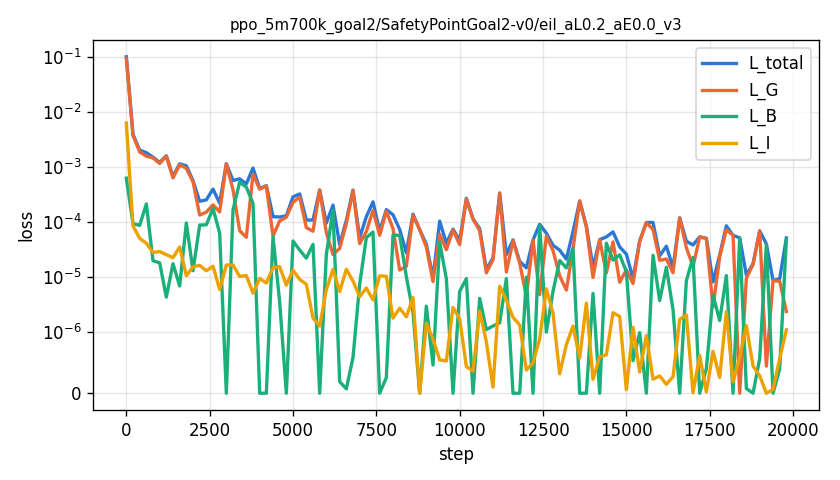 ppo_5m700k_goal2/SafetyPointGoal2-v0/eil_aL0.2_aE0.0_v3
L_total
L_G
L_B
L_I
10⁻¹
10⁻²
10⁻³
10⁻⁴
10⁻⁵
10⁻⁶
0
loss
0 2500 5000 7500 10000 12500 15000 17500 20000
step